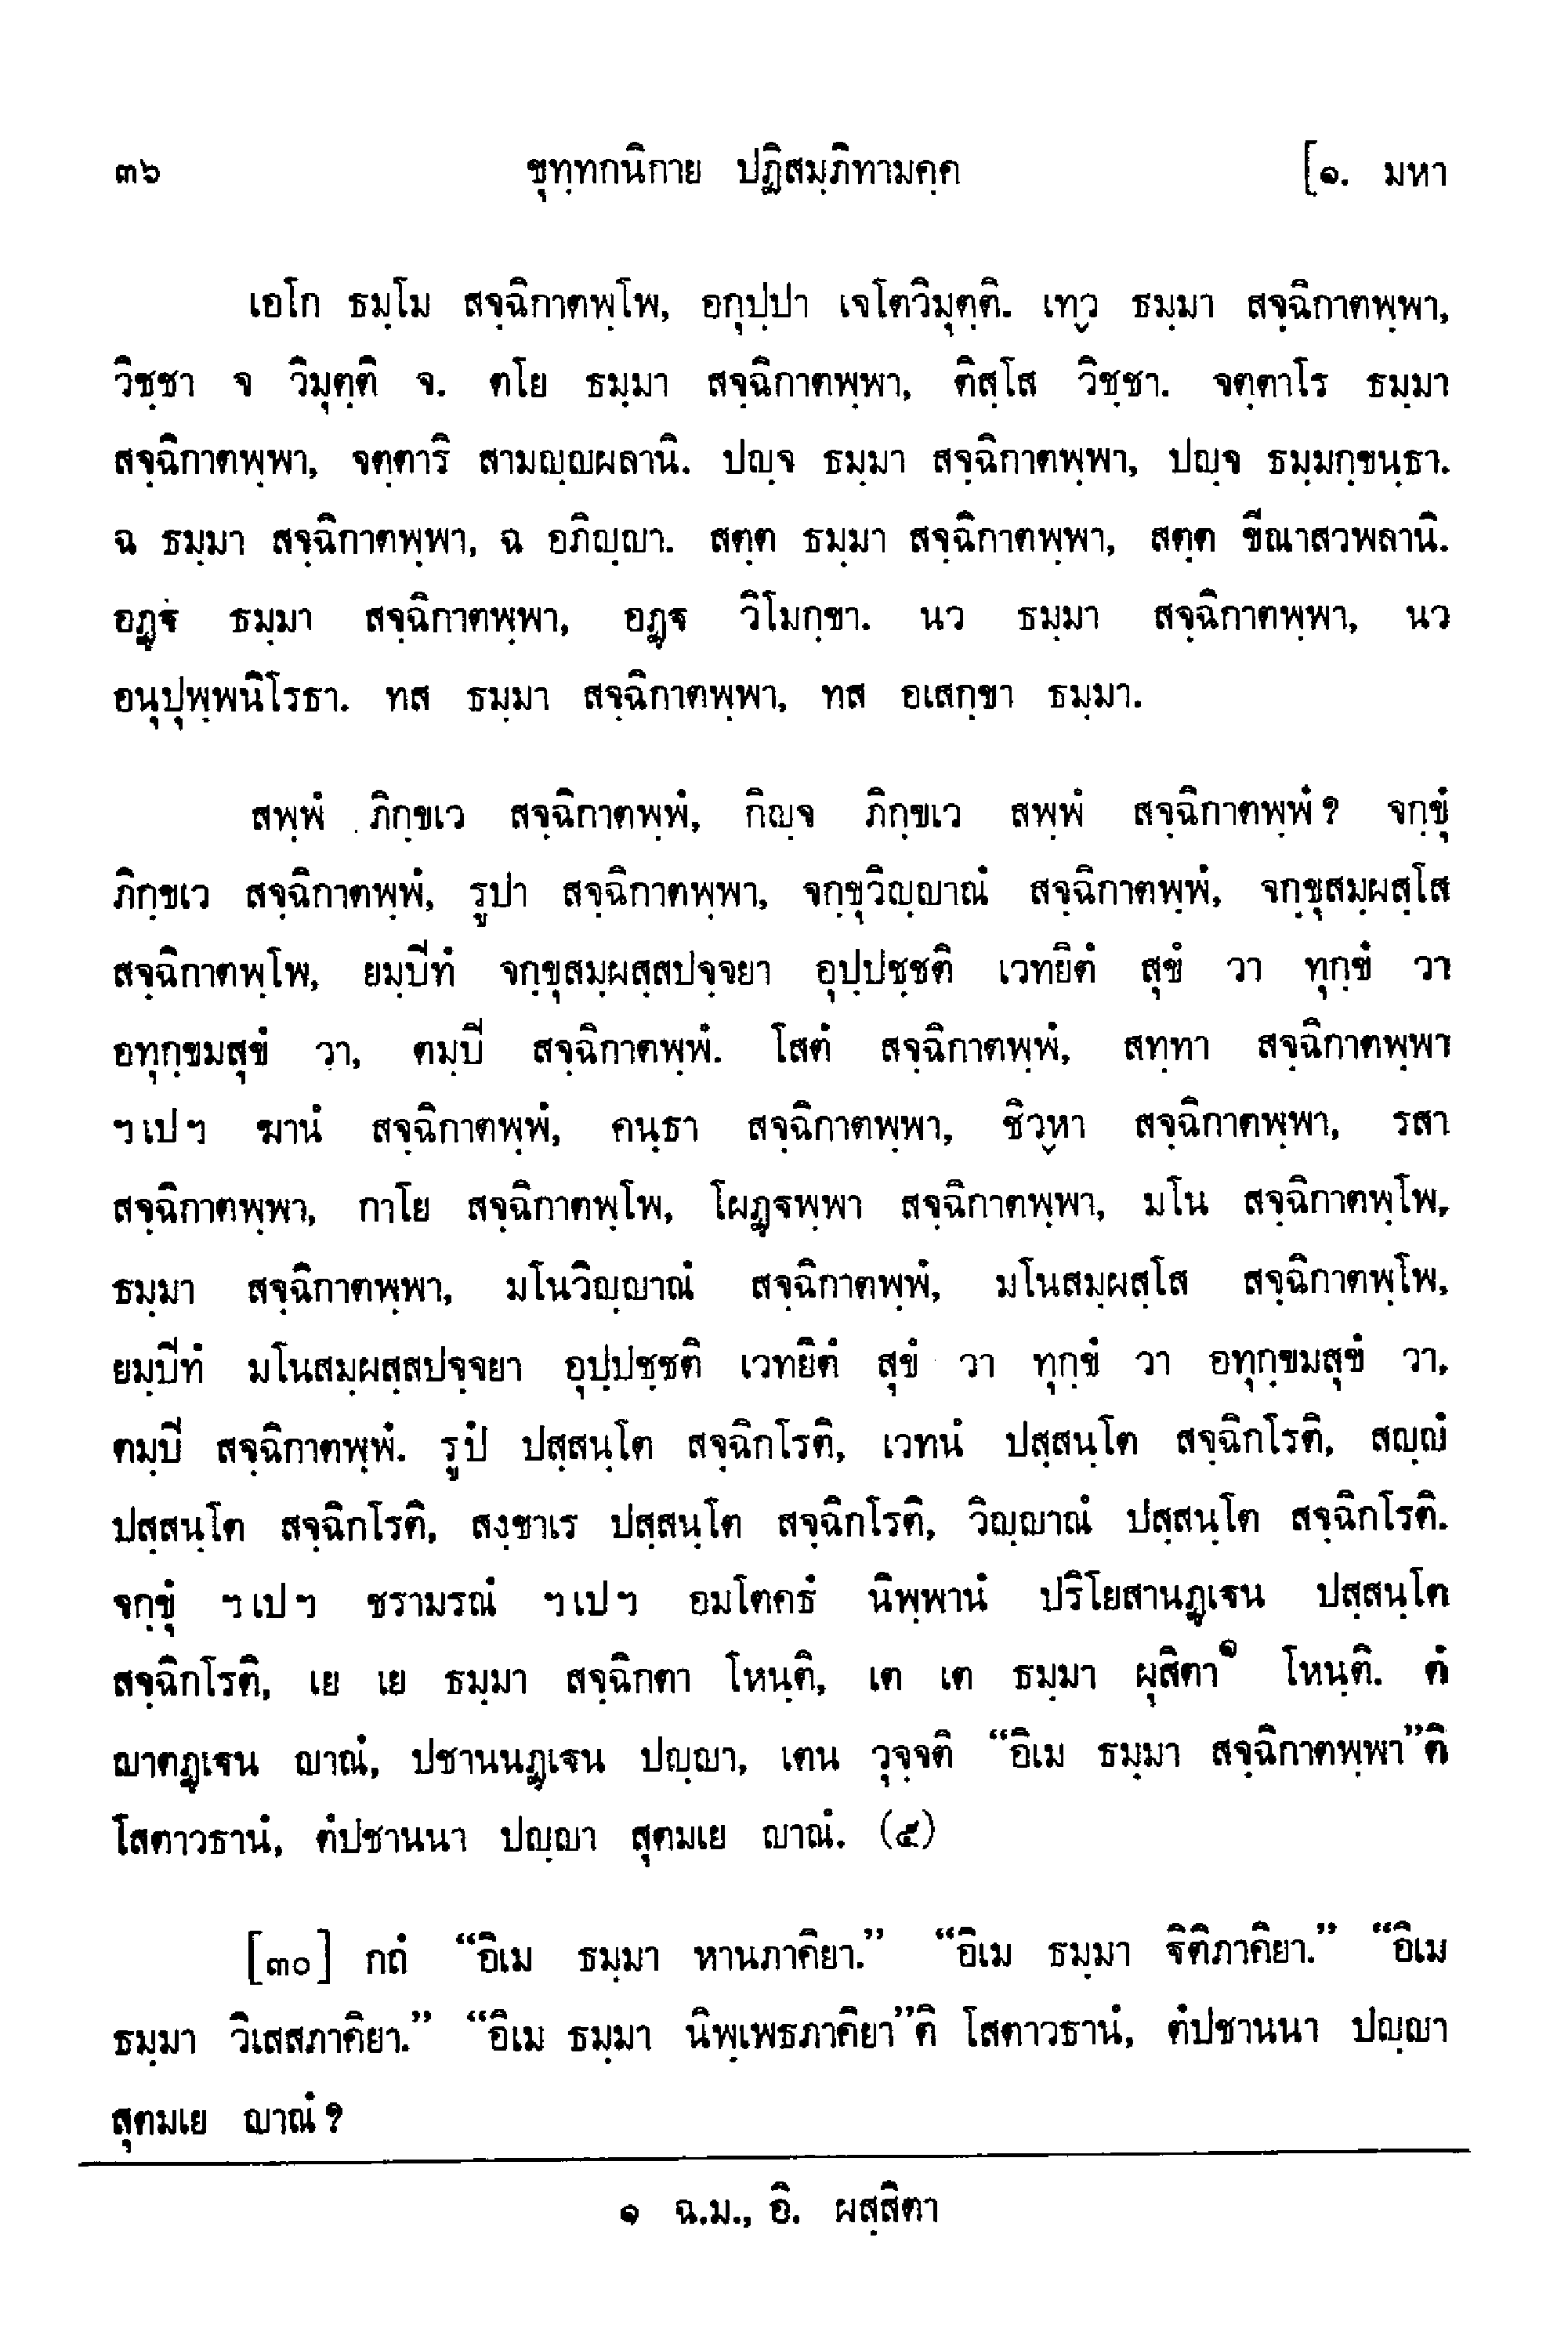 ๓๖ ขุทฺทกนิกาย ปฏิสมฺภิทามคฺค [๑. มหา
เอโก ธมฺโม สจฺฉิกาตพฺโพ, อกุปฺปา เจโตวิมุตฺติ. เทฺว ธมฺมา สจฺฉิกาตพฺพา,
วิชฺชา จ วิมุตฺติ จ. ตโย ธมฺมา สจฺฉิกาตพฺพา, ติสฺโส วิชฺชา. จตฺตาโร ธมฺมา
สจฺฉิกาตพฺพา, จตฺตาริ สามญฺญผลานิ. ปญฺจ ธมฺมา สจฺฉิกาตพฺพา, ปญฺจ ธมฺมกฺขนฺธา.
ฉ ธมฺมา สจฺฉิกาตพฺพา, ฉ อภิญฺญา. สตฺต ธมฺมา สจฺฉิกาตพฺพา, สตฺต ขีณาสวพลานิ.
อฏฺฐ ธมฺมา สจฺฉิกาตพฺพา, อฏฺฐ วิโมกฺขา. นว ธมฺมา สจฺฉิกาตพฺพา, นว
อนุปุพฺพนิโรธา. ทส ธมฺมา สจฺฉิกาตพฺพา, ทส อเสกฺขา ธมฺมา.
สพฺพํ ภิกฺขเว สจฺฉิกาตพฺพํ, กิญฺจ ภิกฺขเว สพฺพํ สจฺฉิกาตพฺพํ? จกฺขุํ
ภิกฺขเว สจฺฉิกาตพฺพํ, รูปา สจฺฉิกาตพฺพา, จกฺขุวิญฺญาณํ สจฺฉิกาตพฺพํ, จกฺขุสมฺผสฺโส
สจฺฉิกาตพฺโพ, ยมฺปีทํ จกฺขุสมฺผสฺสปจฺจยา อุปฺปชฺชติ เวทยิตํ สุขํ วา ทุกฺขํ วา
อทุกฺขมสุขํ วา, ตมฺปี สจฺฉิกาตพฺพํ. โสตํ สจฺฉิกาตพฺพํ, สทฺทา สจฺฉิกาตพฺพา
ฯเปฯ ฆานํ สจฺฉิกาตพฺพํ, คนฺธา สจฺฉิกาตพฺพา, ชิวฺหา สจฺฉิกาตพฺพา, รสา
สจฺฉิกาตพฺพา, กาโย สจฺฉิกาตพฺโพ, โผฏฺฐพฺพา สจฺฉิกาตพฺพา, มโน สจฺฉิกาตพฺโพ,
ธมฺมา สจฺฉิกาตพฺพา, มโนวิญฺญาณํ สจฺฉิกาตพฺพํ, มโนสมฺผสฺโส สจฺฉิกาตพฺโพ,
ยมฺปีทํ มโนสมฺผสฺสปจฺจยา อุปฺปชฺชติ เวทยิตํ สุขํ วา ทุกฺขํ วา อทุกฺขมสุขํ วา,
ตมฺปี สจฺฉิกาตพฺพํ. รูปํ ปสฺสนฺโต สจฺฉิกโรติ, เวทนํ ปสฺสนฺโต สจฺฉิกโรติ, สญฺญํ
ปสฺสนฺโต สจฺฉิกโรติ, สงฺขาเร ปสฺสนฺโต สจฺฉิกโรติ, วิญฺญาณํ ปสฺสนฺโต สจฺฉิกโรติ.
จกฺขุํ ฯเปฯ ชรามรณํ ฯเปฯ อมโตคธํ นิพฺพานํ ปริโยสานฏฺเฐน ปสฺสนฺโต
สจฺฉิกโรติ, เย เย ธมฺมา สจฺฉิกตา โหนฺติ, เต เต ธมฺมา ผุสิตา๑ โหนฺติ. ตํ
ญาตฏฺเฐน ญาณํ, ปชานนฏฺเฐน ปญฺญา, เตน วุจฺจติ “อิเม ธมฺมา สจฺฉิกาตพฺพา”ติ
โสตาวธานํ, ตํปชานนา ปญฺญา สุตมเย ญาณํ. (๕)
[๓๐] กถํ “อิเม ธมฺมา หานภาคิยา.” “อิเม ธมฺมา ฐิติภาคิยา.” “อิเม
ธมฺมา วิเสสภาคิยา.” “อิเม ธมฺมา นิพฺเพธภาคิยา”ติ โสตาวธานํ, ตํปชานนา ปญฺญา
สุตมเย ญาณํ?
๑ ฉ.ม., อิ. ผสฺสิตา